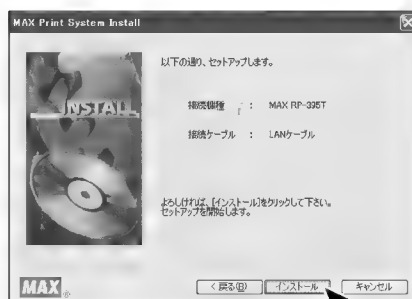 MAX Print System Install
INSTALL
以下の通り、セットアップします。
接続機種 : MAX RP-395T
接続ケーブル : LANケーブル
よろしければ、[インストール]をクリックして下さい。
セットアップを開始します。
MAX®
< 戻る(B) インストール キャンセル